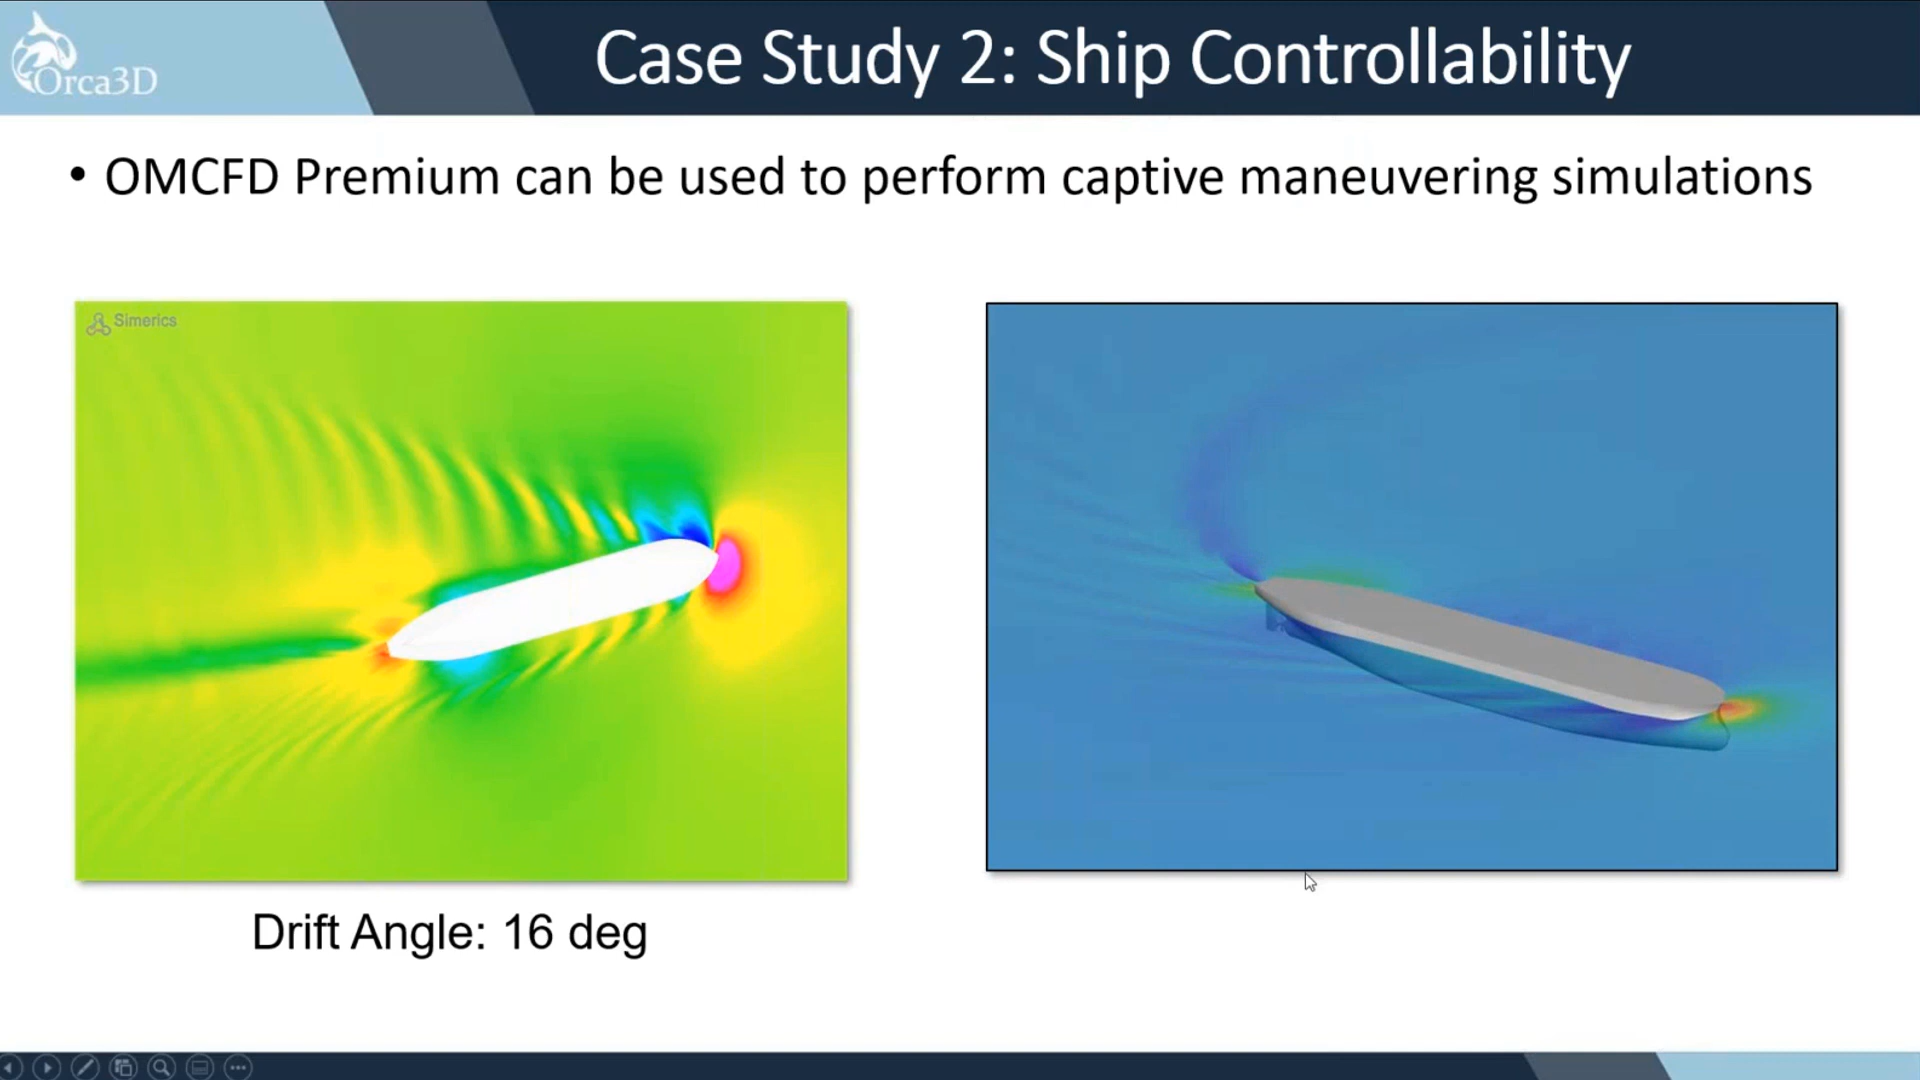 Orca3D
Case Study 2: Ship Controllability
• OMCFD Premium can be used to perform captive maneuvering simulations
Simerics
Drift Angle: 16 deg